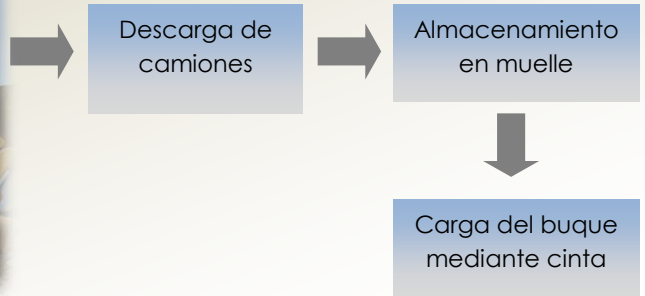 Descarga de
camiones
Almacenamiento
en muelle
Carga del buque
mediante cinta